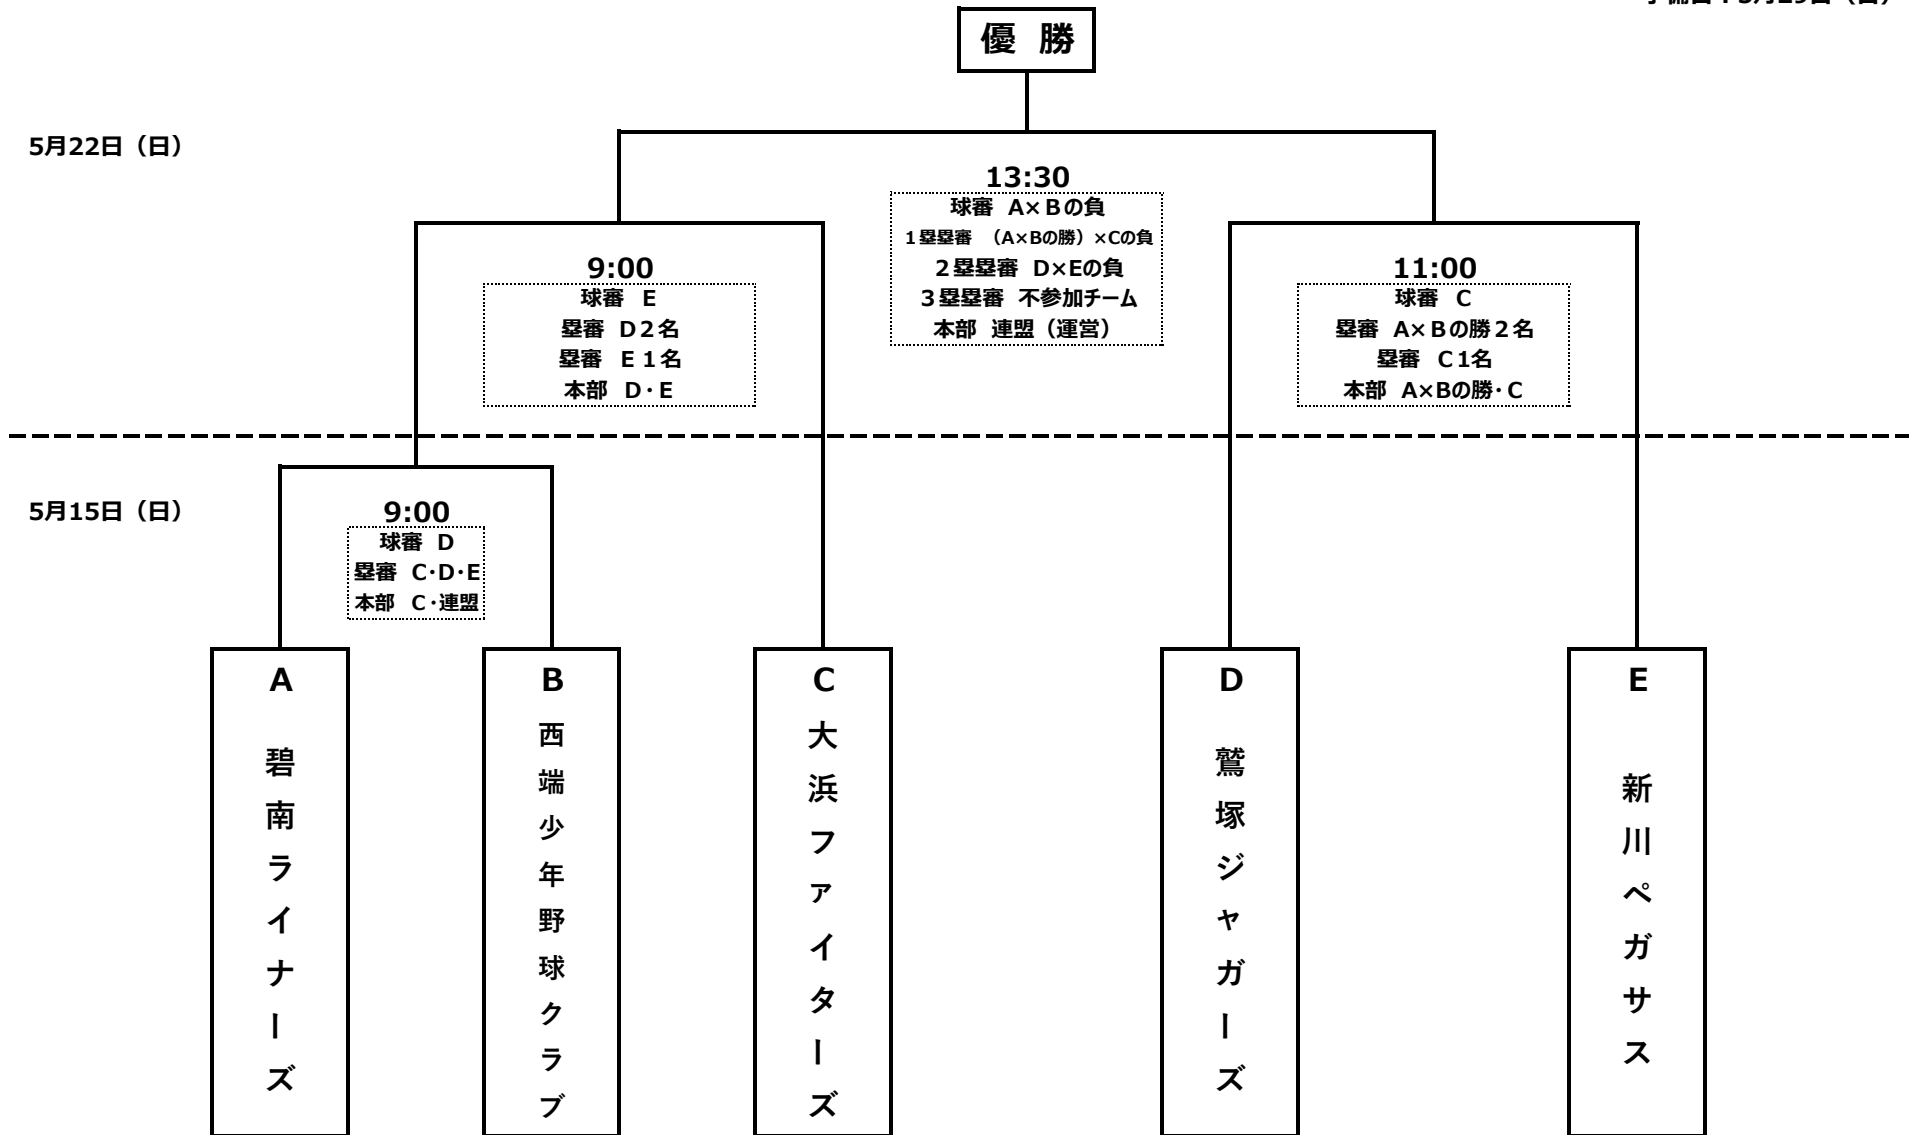 優 勝
5月22日（日）
13:30
球審 A×Bの負
１塁塁審 （A×Bの勝）×Cの負
２塁塁審 D×Eの負
３塁塁審 不参加チーム
本部 連盟（運営）
9:00
球審 E
塁審 D２名
塁審 E１名
本部 D・E
11:00
球審 C
塁審 A×Bの勝２名
塁審 C1名
本部 A×Bの勝・C
5月15日（日）
9:00
球審 D
塁審 C・D・E
本部 C・連盟
A 碧南ライナーズ
B 西端少年野球クラブ
C 大浜ファイターズ
D 鷲塚ジャガーズ
E 新川ペガサス